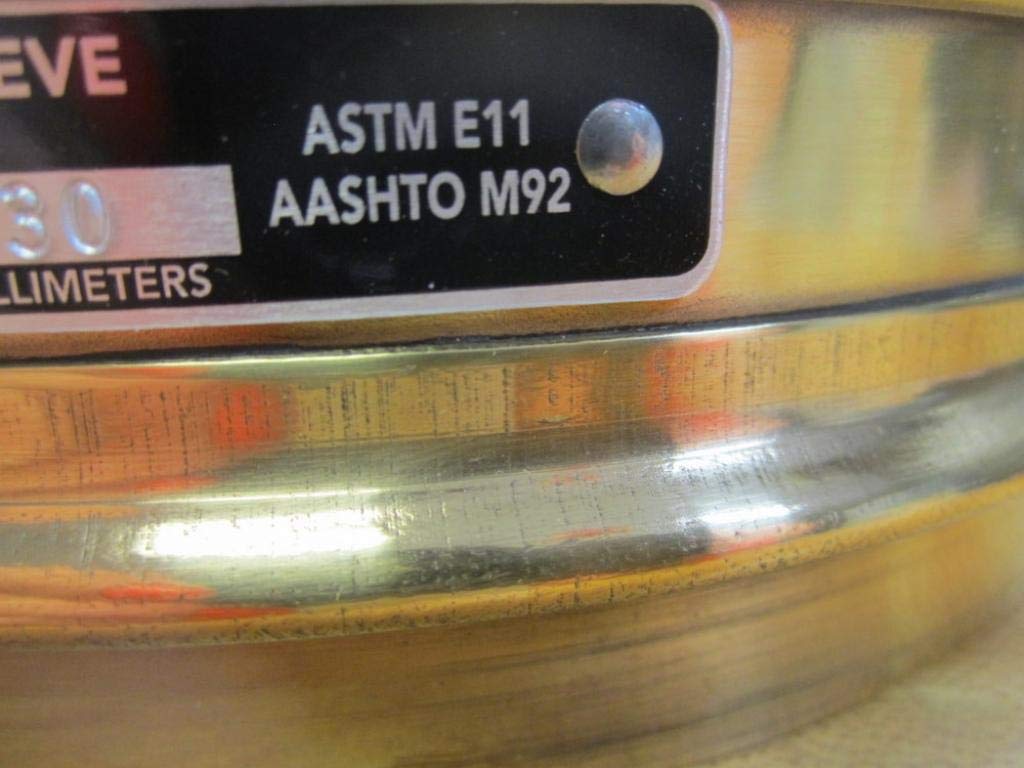 EVE
ASTM E11
AASHTO M92
30
LLIMETERS